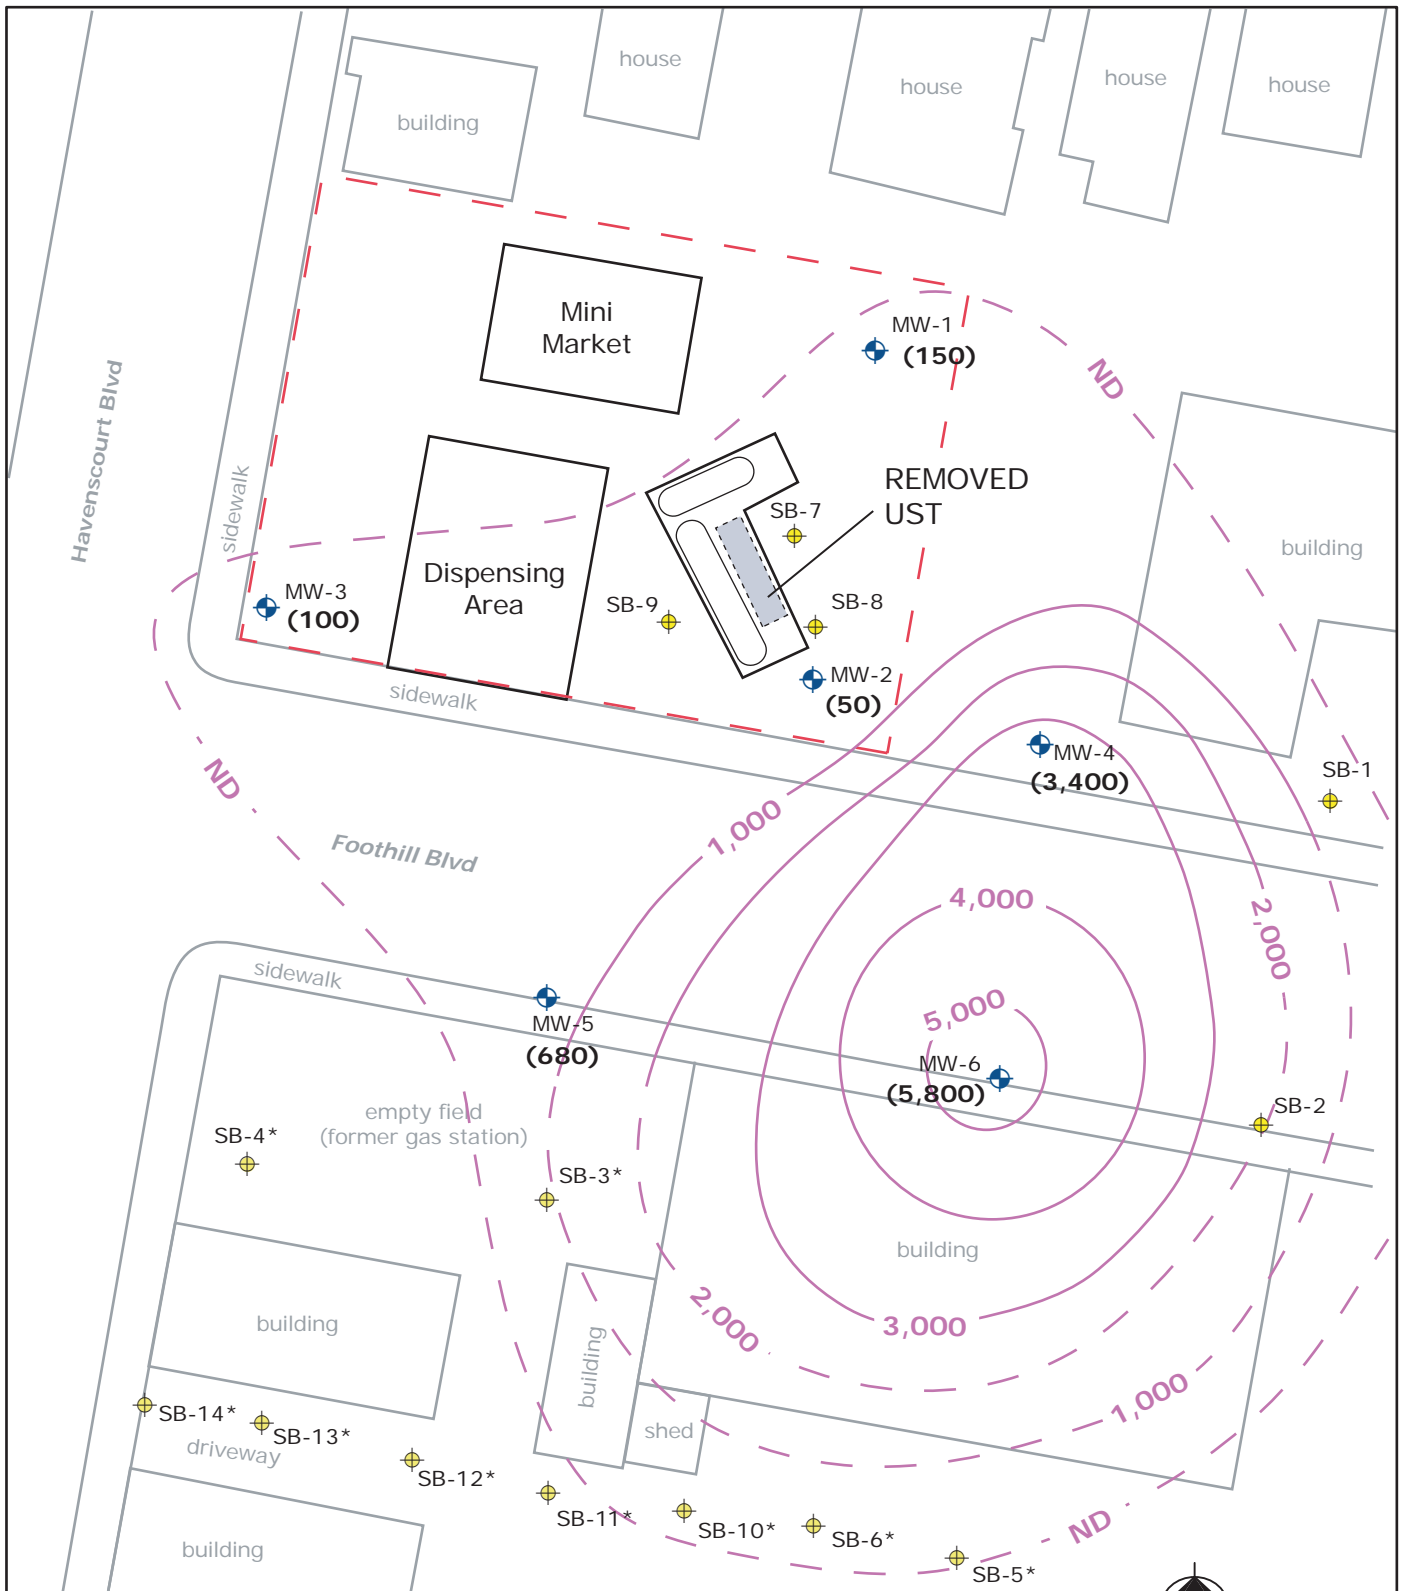 house
house
house
house
building
MW-1
(150)
Mini
Market
ND
Havenscourt Blvd
sidewalk
REMOVED
UST
SB-7
building
Dispensing
Area
MW-3
(100)
SB-9
SB-8
MW-2
(50)
sidewalk
MW-4
(3,400)
SB-1
ND
1,000
Foothill Blvd
4,000
2,000
sidewalk
5,000
MW-5
(680)
MW-6
(5,800)
empty field
(former gas station)
SB-2
SB-4*
SB-3*
building
building
2,000
3,000
building
1,000
SB-14*
SB-13*
driveway
shed
SB-12*
SB-11*
SB-10*
SB-6*
ND
building
SB-5*